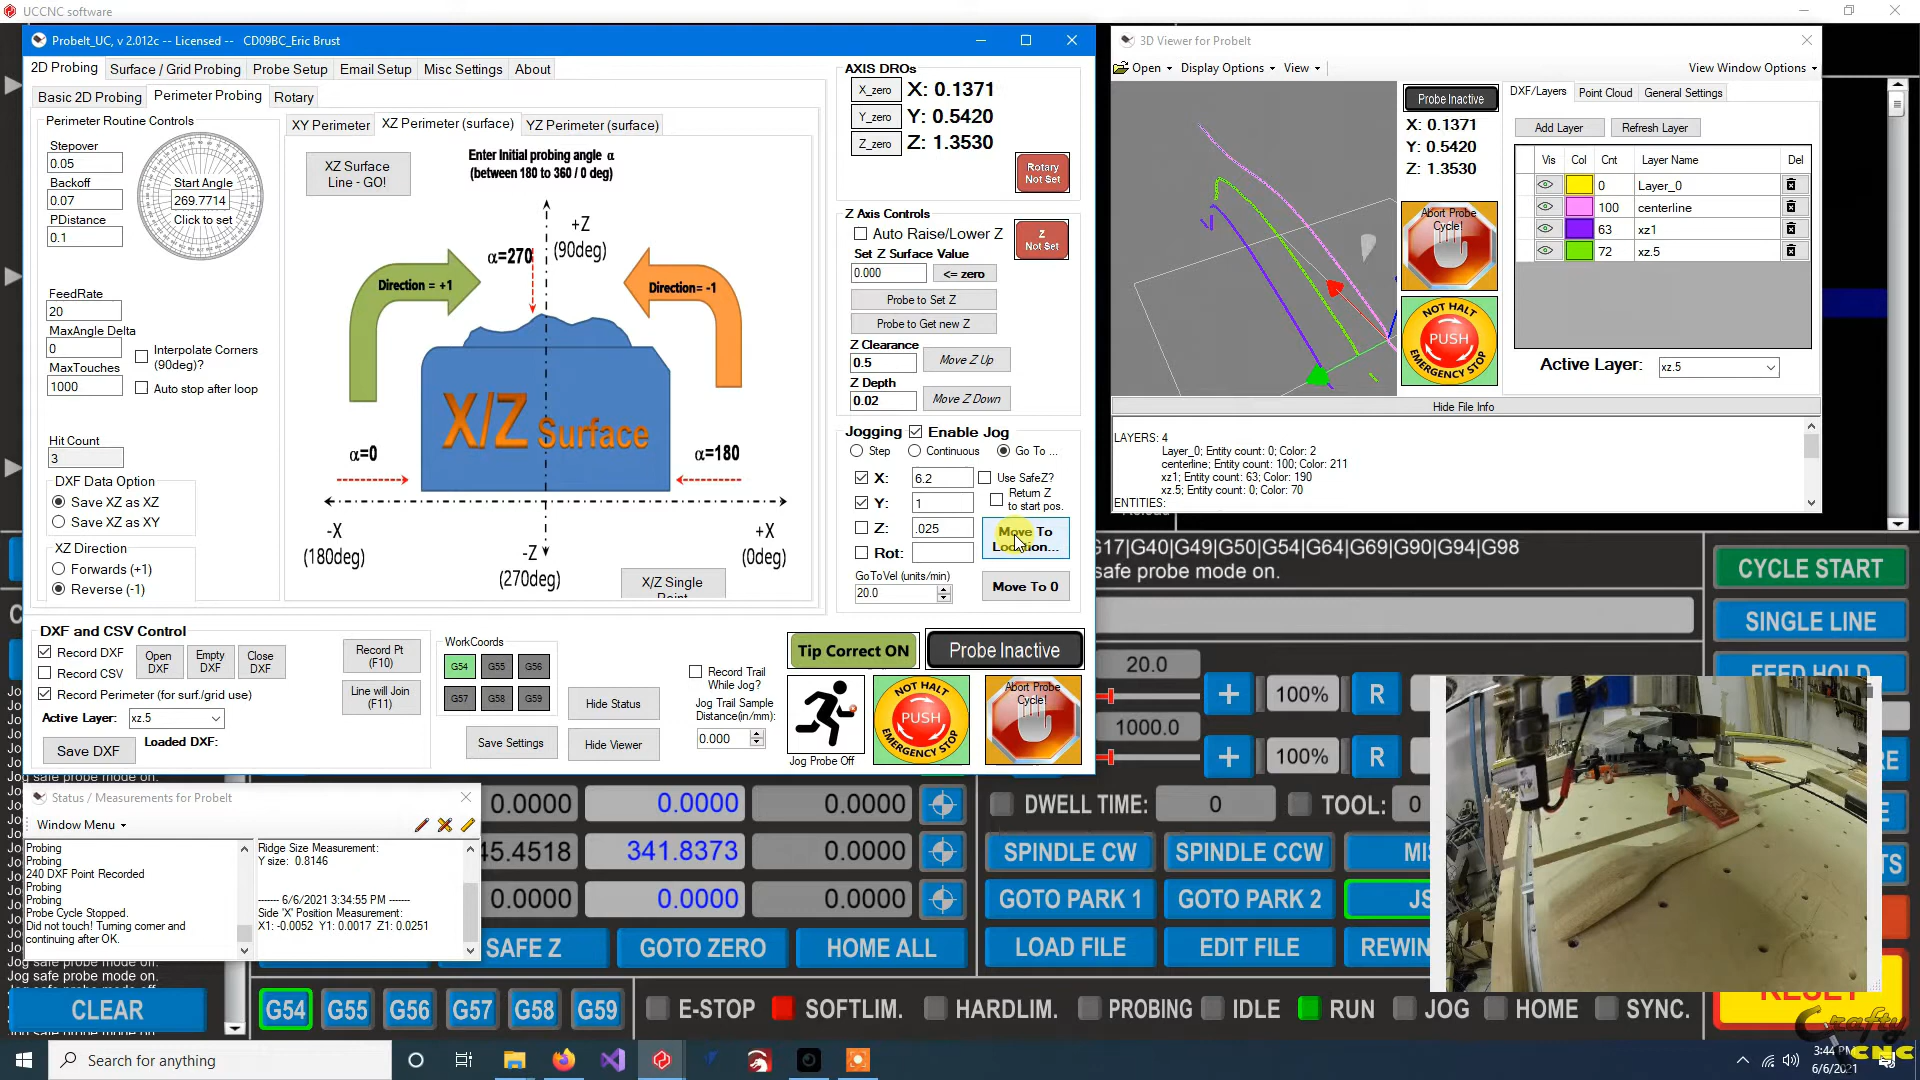 UCCNC software
ProbeIt_UC, v 2.012c -- Licensed -- CD09BC_Eric Brust
2D Probing
Surface / Grid Probing
Probe Setup
Email Setup
Misc Settings
About
Basic 2D Probing
Perimeter Probing
Rotary
Perimeter Routine Controls
Stepover
0.05
Backoff
0.07
PDistance
0.1
Start Angle
269.7714
Click to set
FeedRate
20
MaxAngle Delta
0
MaxTouches
1000
Interpolate Corners
(90deg)?
Auto stop after loop
Hit Count
3
DXF Data Option
Save XZ as XZ
Save XZ as XY
XZ Direction
Forwards (+1)
Reverse (-1)
XY Perimeter
XZ Perimeter (surface)
YZ Perimeter (surface)
XZ Surface
Line - GO!
Enter Initial probing angle α
(between 180 to 360 / 0 deg)
+Z
(90deg)
α=270
Direction = +1
Direction= -1
X/Z Surface
α=0
α=180
-X
(180deg)
-Z
(270deg)
+X
(0deg)
X/Z Single
Point
AXIS DROs
X_zero
X: 0.1371
Y_zero
Y: 0.5420
Z_zero
Z: 1.3530
Rotary
Not Set
Z Axis Controls
Auto Raise/Lower Z
Z
Not Set
Set Z Surface Value
0.000
<= zero
Probe to Set Z
Probe to Get new Z
Z Clearance
0.5
Move Z Up
Z Depth
0.02
Move Z Down
Jogging
Enable Jog
Step
Continuous
Go To ...
X:
6.2
Use SafeZ?
Y:
1
Return Z
to start pos.
Z:
.025
Move To
Location...
Rot:
GoToVel (units/min)
20.0
Move To 0
DXF and CSV Control
Record DXF
Open
DXF
Empty
DXF
Close
DXF
Record CSV
Record Perimeter (for surf./grid use)
Active Layer:
xz.5
Save DXF
Loaded DXF:
Record Pt
(F10)
Line will Join
(F11)
WorkCoords
G54
G55
G56
G57
G58
G59
Save Settings
Hide Status
Hide Viewer
Record Trail
While Jog?
Jog Trail Sample
Distance(in/mm):
0.000
Tip Correct ON
Probe Inactive
Jog Probe Off
NOT HALT
PUSH
EMERGENCY STOP
Abort Probe
Cycle!
3D Viewer for ProbeIt
Open
Display Options
View
View Window Options
Probe Inactive
X: 0.1371
Y: 0.5420
Z: 1.3530
Abort Probe
Cycle!
NOT HALT
PUSH
EMERGENCY STOP
DXF/Layers
Point Cloud
General Settings
Add Layer
Refresh Layer
Vis
Col
Cnt
Layer Name
Del
0
Layer_0
100
centerline
63
xz1
72
xz.5
Active Layer:
xz.5
Hide File Info
LAYERS: 4
Layer_0; Entity count: 0; Color: 2
centerline; Entity count: 100; Color: 211
xz1; Entity count: 63; Color: 190
xz.5; Entity count: 0; Color: 70
ENTITIES:
G17|G40|G49|G50|G54|G64|G69|G90|G94|G98
safe probe mode on.
CYCLE START
SINGLE LINE
FEED HOLD
20.0
100%
R
1000.0
100%
R
Status / Measurements for ProbeIt
Window Menu
Probing
Probing
240 DXF Point Recorded
Probing
Probing
Probe Cycle Stopped.
Did not touch! Turning corner and
continuing after OK.
Ridge Size Measurement:
Y size: 0.8146
------- 6/6/2021 3:34:55 PM -------
Side 'X' Position Measurement:
X1: -0.0052 Y1: 0.0017 Z1: 0.0251
Jog safe probe mode on.
Jog safe probe mode off.
0.0000
0.0000
0.0000
45.4518
341.8373
0.0000
0.0000
0.0000
0.0000
DWELL TIME:
0
TOOL:
0
SPINDLE CW
SPINDLE CCW
GOTO PARK 1
GOTO PARK 2
SAFE Z
GOTO ZERO
HOME ALL
LOAD FILE
EDIT FILE
REWIN
CLEAR
G54
G55
G56
G57
G58
G59
E-STOP
SOFTLIM.
HARDLIM.
PROBING
IDLE
RUN
JOG
HOME
SYNC.
RESET
Crafty
CNC
Search for anything
3:44 PM
6/6/2021